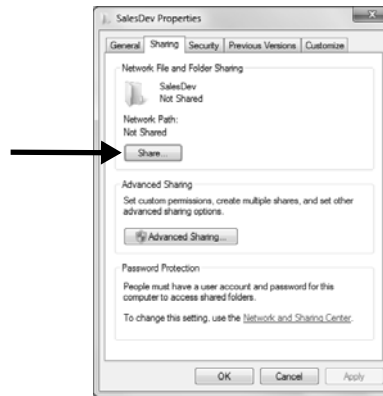 SalesDev Properties
General Sharing Security Previous Versions Customize
Network File and Folder Sharing
SalesDev
Not Shared
Network Path:
Not Shared
Share...
Advanced Sharing
Set custom permissions, create multiple shares, and set other
advanced sharing options.
Advanced Sharing...
Password Protection
People must have a user account and password for this
computer to access shared folders.
To change this setting, use the Network and Sharing Center.
OK Cancel Apply